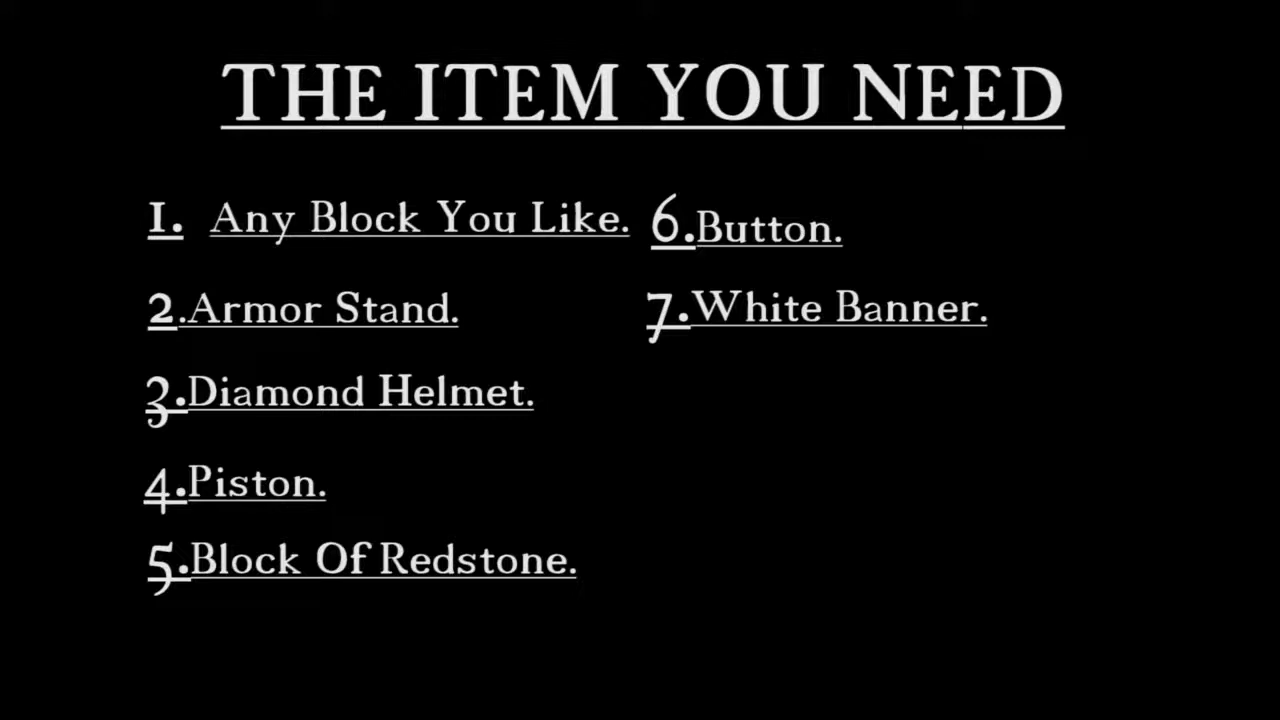 THE ITEM YOU NEED
1. Any Block You Like.
2.Armor Stand.
3.Diamond Helmet.
4.Piston.
5.Block Of Redstone.
6.Button.
7.White Banner.